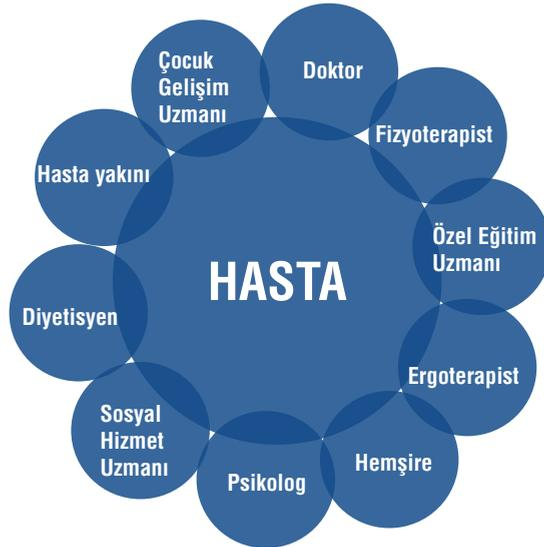 Çocuk
Gelişim
Uzmanı
Doktor
Fizyoterapist
Hasta yakını
Özel Eğitim
Uzmanı
HASTA
Diyetisyen
Ergoterapist
Sosyal
Hizmet
Uzmanı
Hemşire
Psikolog